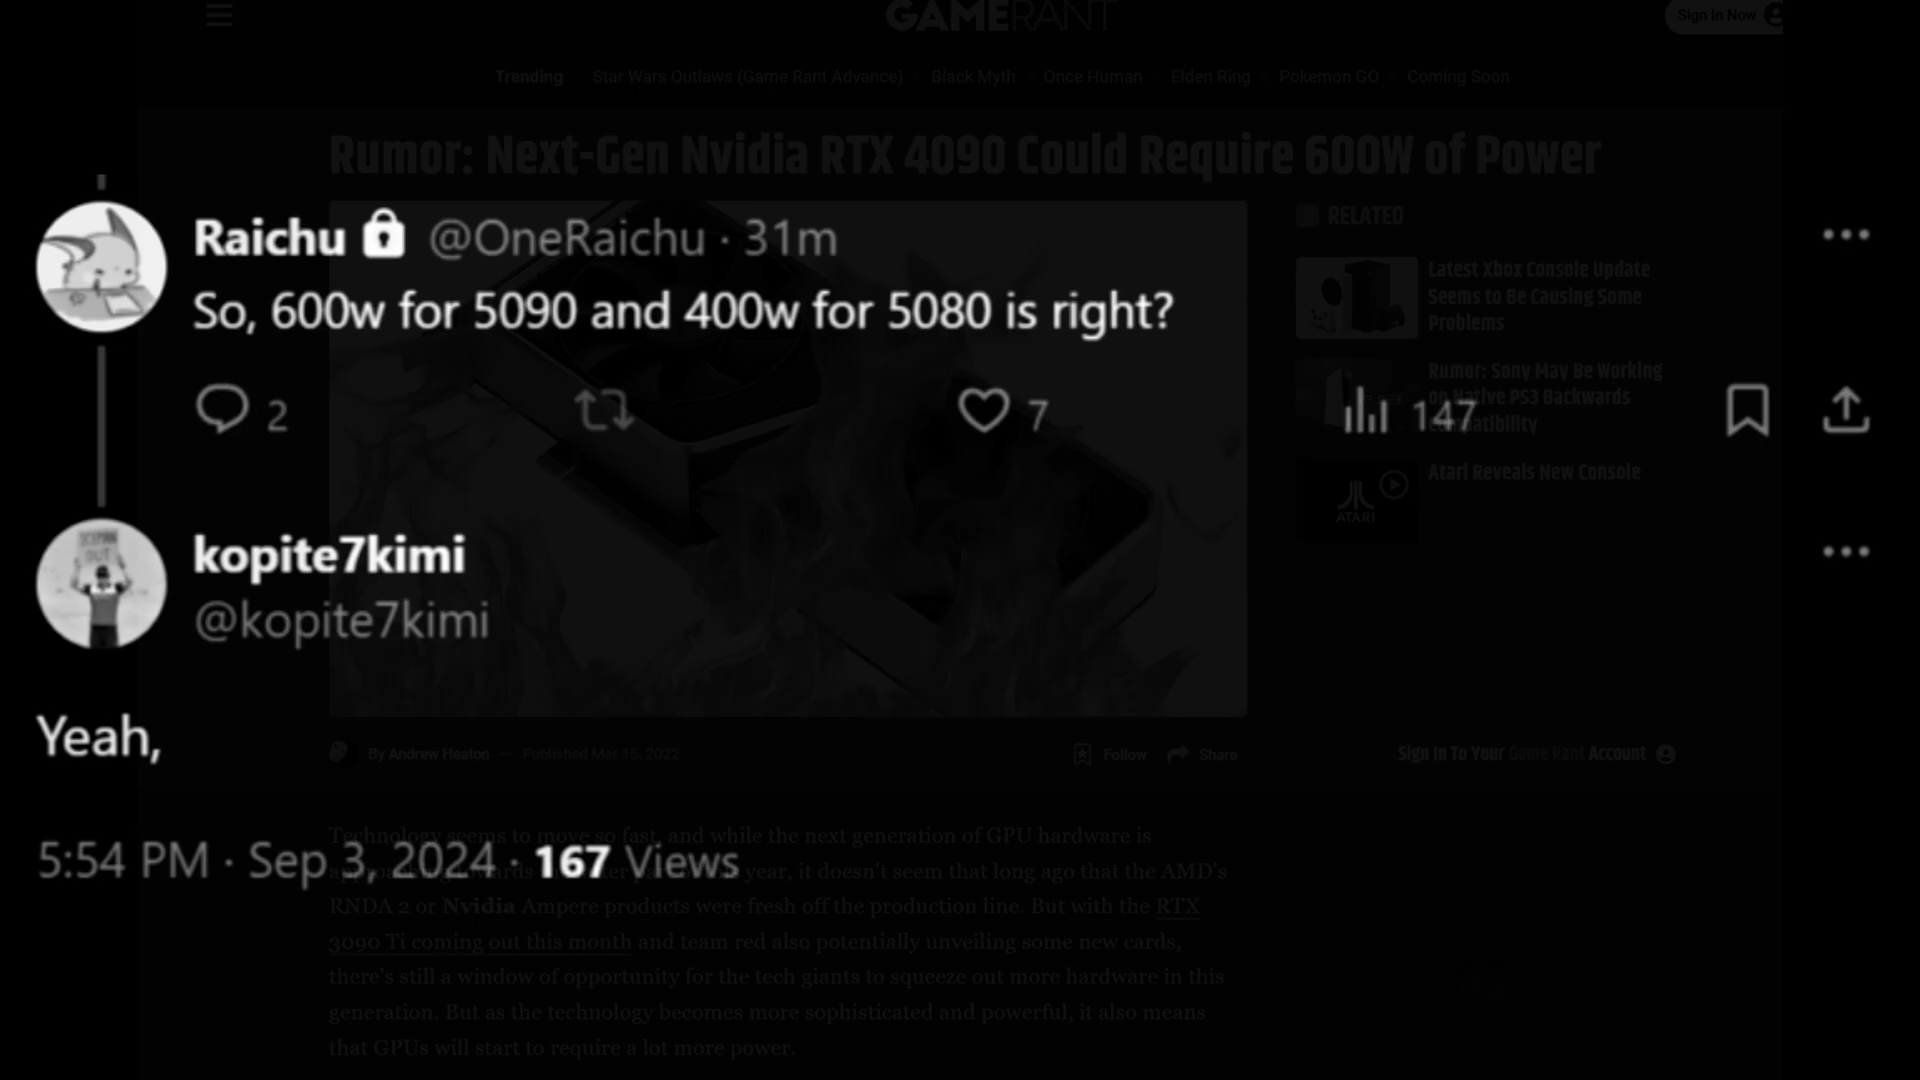 GAMERANT
Sign In Now
Trending Star Wars Outlaws (Game Rant Advance) Black Myth Once Human Elden Ring Pokemon GO Coming Soon
Rumor: Next-Gen Nvidia RTX 4090 Could Require 600W of Power
RELATED
Latest Xbox Console Update
Seems to Be Causing Some
Problems
Rumor: Sony May Be Working
on Native PS3 Backwards
Compatibility
Atari Reveals New Console
ATARI
Raichu @OneRaichu · 31m
So, 600w for 5090 and 400w for 5080 is right?
2 7 147
kopite7kimi
@kopite7kimi
Yeah,
By Andrew Heaton — Published Mar 15, 2022 Follow Share
Sign In To Your Game Rant Account
5:54 PM · Sep 3, 2024 · 167 Views
Technology seems to move so fast, and while the next generation of GPU hardware is
year, it doesn't seem that long ago that the AMD's
RNDA 2 or Nvidia Ampere products were fresh off the production line. But with the RTX
3090 Ti coming out this month and team red also potentially unveiling some new cards,
there's still a window of opportunity for the tech giants to squeeze out more hardware in this
generation. But as the technology becomes more sophisticated and powerful, it also means
that GPUs will start to require a lot more power.